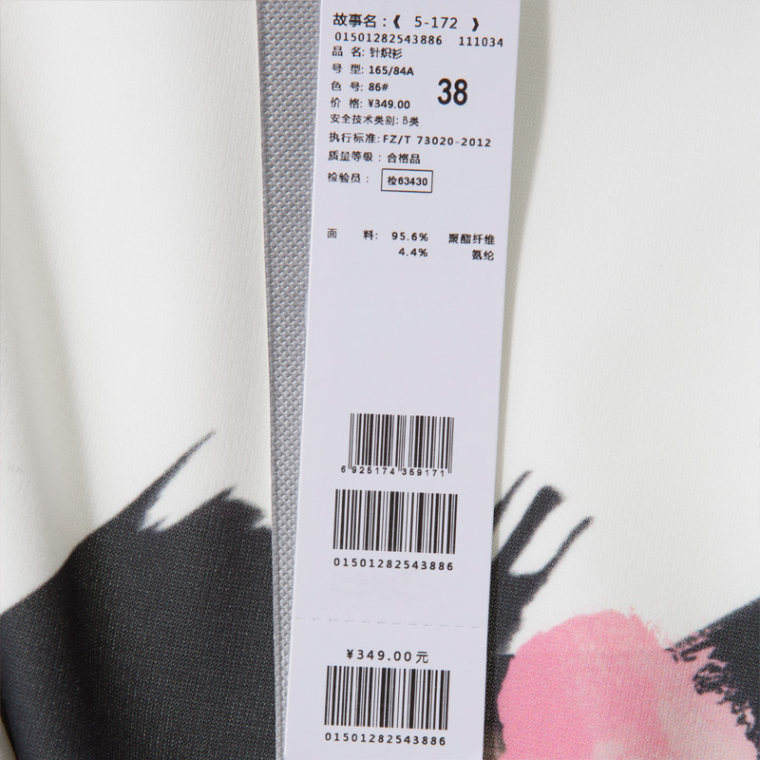 故事名：《 5-172 》
01501282543886 111034
品 名: 针织衫
号 型: 165/84A
色 号: 86#
38
价 格: ¥349.00
安全技术类别: B类
执行标准: FZ/T 73020-2012
质量等级：合格品
检验员： 检63430
面 料: 95.6% 聚酯纤维
4.4% 氨纶
6 925174 359171
01501282543886
¥349.00元
01501282543886